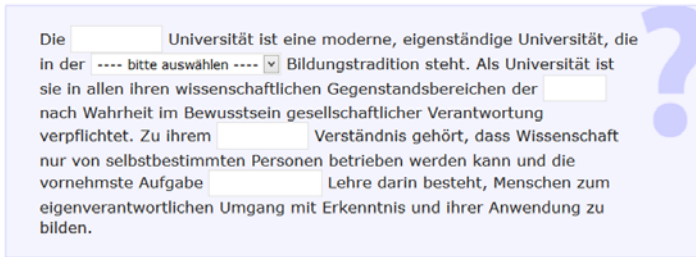 Die Universität ist eine moderne, eigenständige Universität, die
in der ---- bitte auswählen ---- Bildungstradition steht. Als Universität ist
sie in allen ihren wissenschaftlichen Gegenstandsbereichen der
nach Wahrheit im Bewusstsein gesellschaftlicher Verantwortung
verpflichtet. Zu ihrem Verständnis gehört, dass Wissenschaft
nur von selbstbestimmten Personen betrieben werden kann und die
vornehmste Aufgabe Lehre darin besteht, Menschen zum
eigenverantwortlichen Umgang mit Erkenntnis und ihrer Anwendung zu
bilden.
?